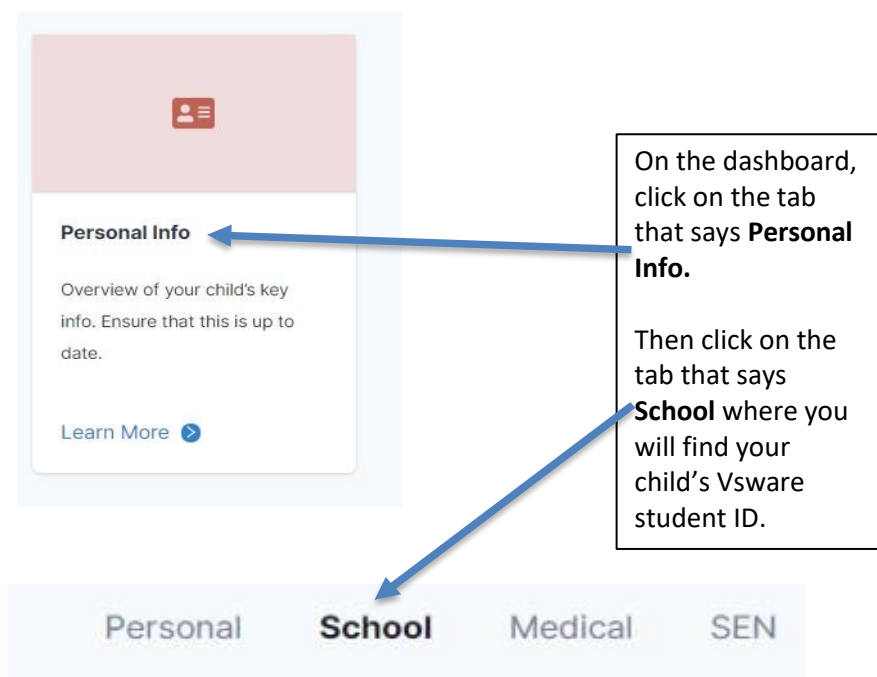 Personal Info
Overview of your child's key
info. Ensure that this is up to
date.
Learn More
On the dashboard,
click on the tab
that says Personal
Info.
Then click on the
tab that says
School where you
will find your
child’s Vsware
student ID.
Personal School Medical SEN